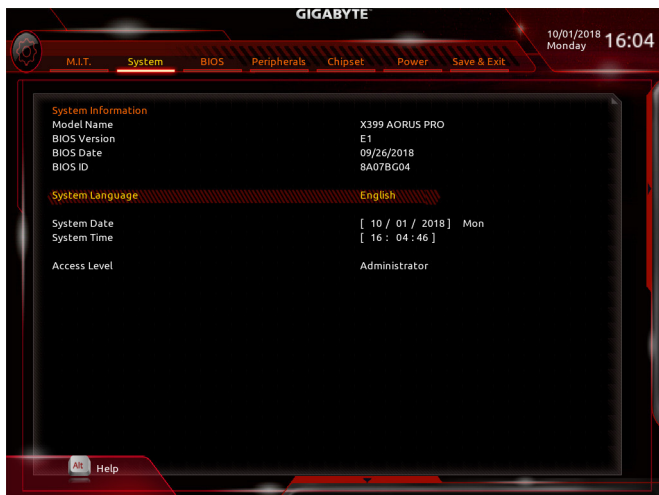 GIGABYTE™
10/01/2018 16:04
Monday
M.I.T. System BIOS Peripherals Chipset Power Save & Exit
System Information
Model Name X399 AORUS PRO
BIOS Version E1
BIOS Date 09/26/2018
BIOS ID 8A07BG04
System Language English
System Date [ 10 / 01 / 2018 ] Mon
System Time [ 16 : 04 : 46 ]
Access Level Administrator
Alt Help